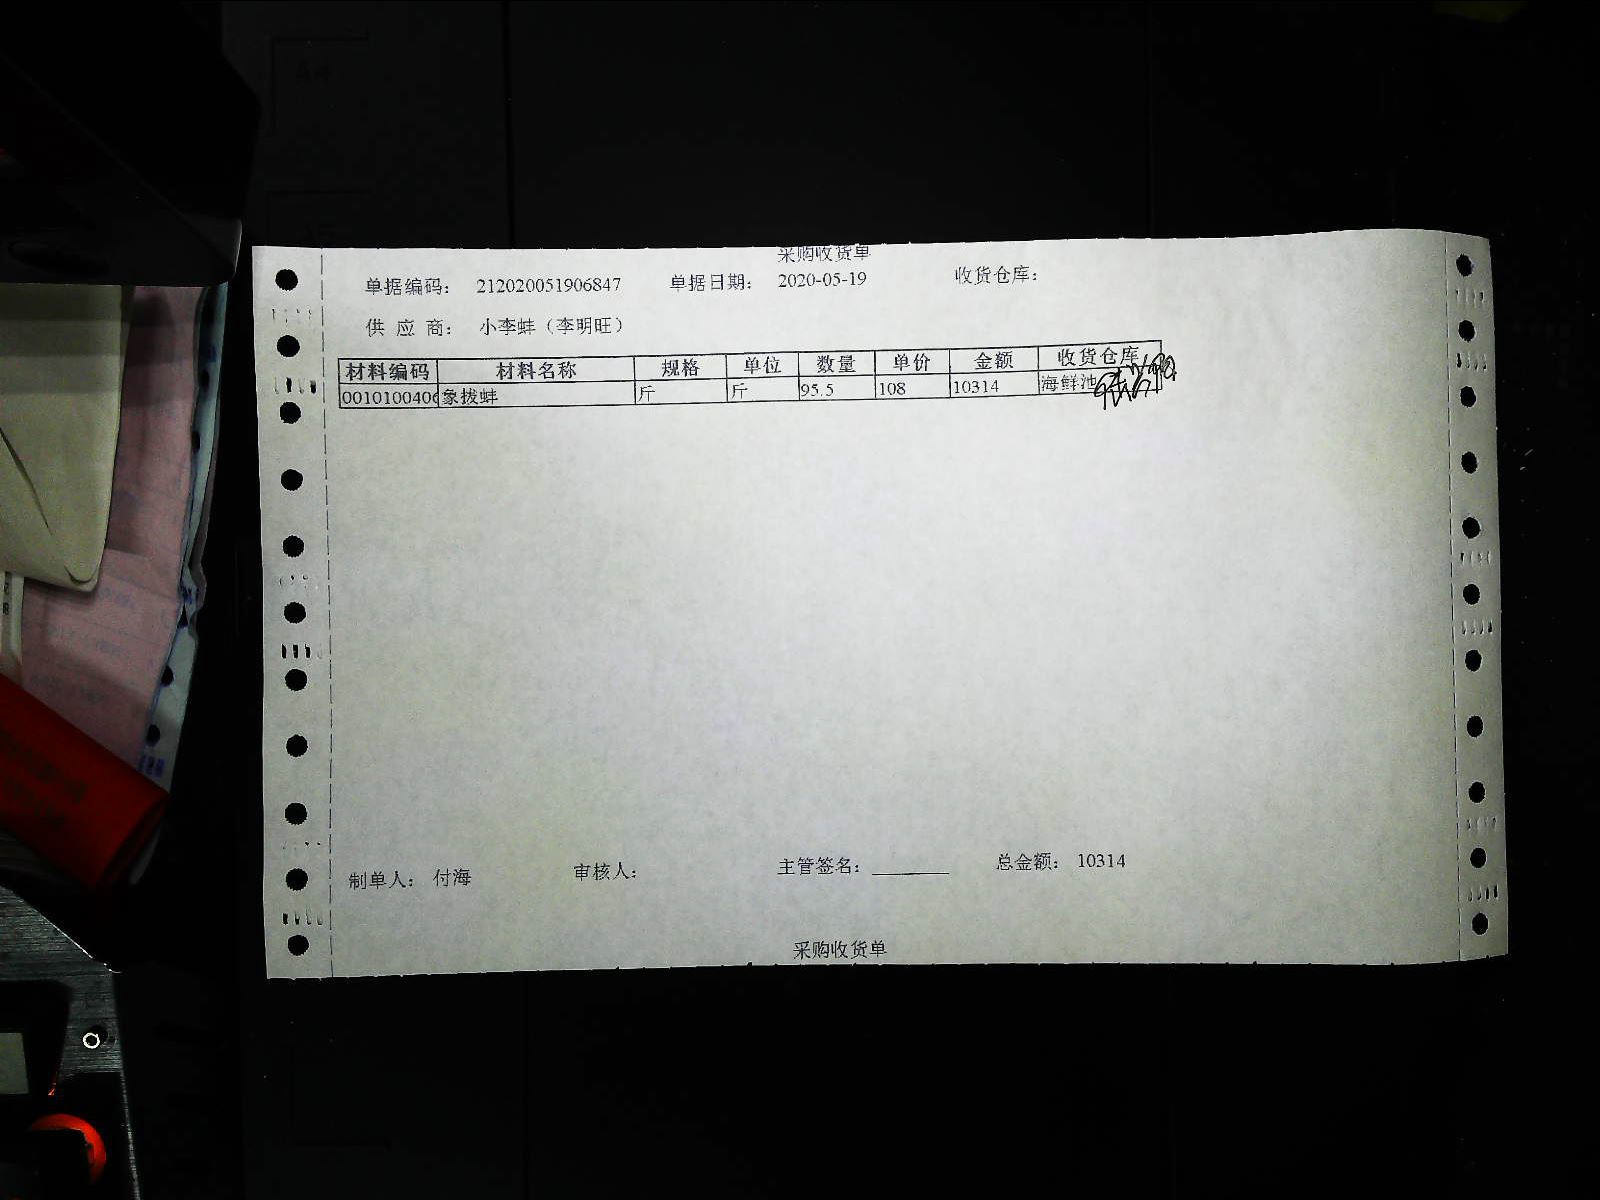 采购收货单
单据编码： 212020051906847 单据日期： 2020-05-19 收货仓库：
供 应 商： 小李蚌（李明旺）
材料编码 材料名称 规格 单位 数量 单价 金额 收货仓库
0010100406 象拔蚌 斤 斤 95.5 108 10314 海鲜池
制单人： 付海 审核人： 主管签名： 总金额： 10314
采购收货单